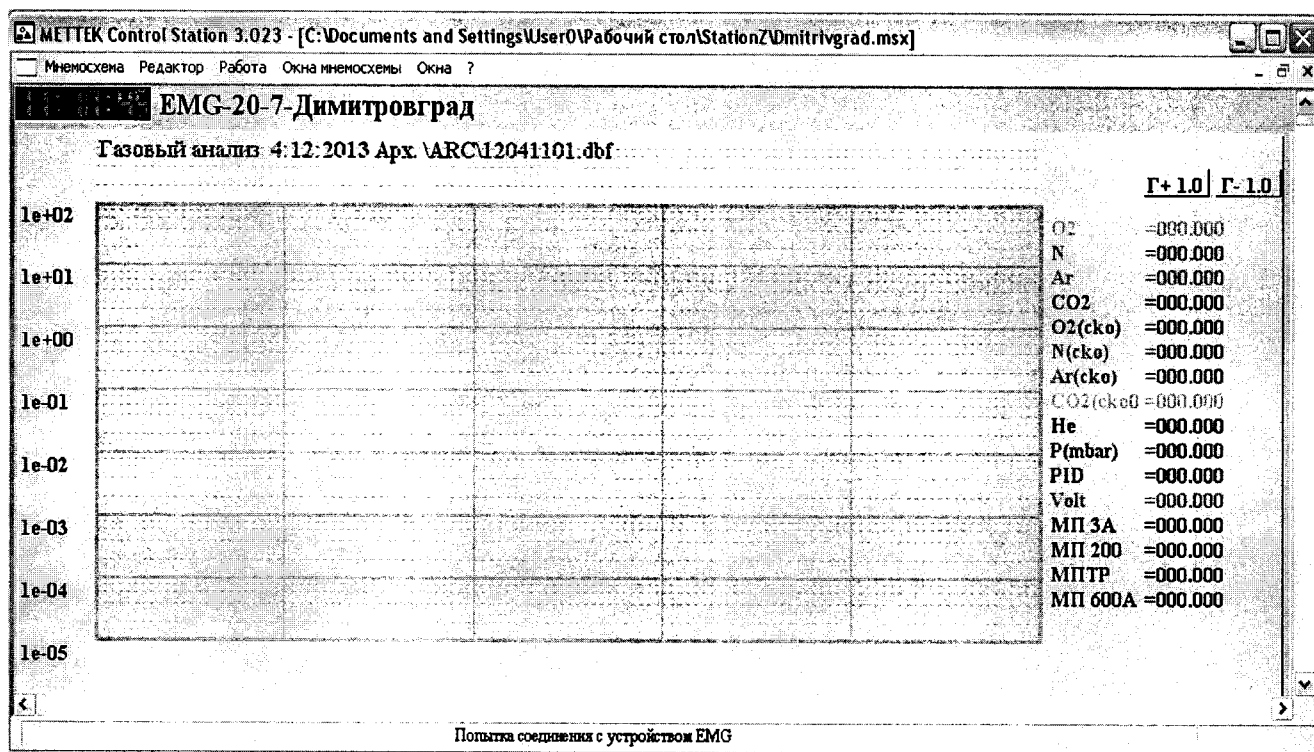 METTEK Control Station 3.023 - [C:\Documents and Settings\User0\Рабочий стол\StationZ\Dmitrivgrad.msx]
Мнемосхема Редактор Работа Окна мнемосхемы Окна ?
EMG-20-7-Димитровград
Газовый анализ 4:12:2013 Арх. \ARC\12041101.dbf
Г+ 1.0 Г- 1.0
1e+02
1e+01
1e+00
1e-01
1e-02
1e-03
1e-04
1e-05
O2 =000.000
N =000.000
Ar =000.000
CO2 =000.000
O2(ско) =000.000
N(ско) =000.000
Ar(ско) =000.000
CO2(ско0 =000.000
He =000.000
P(mbar) =000.000
PID =000.000
Volt =000.000
МП 3А =000.000
МП 200 =000.000
МПТР =000.000
МП 600А =000.000
Попытка соединения с устройством EMG